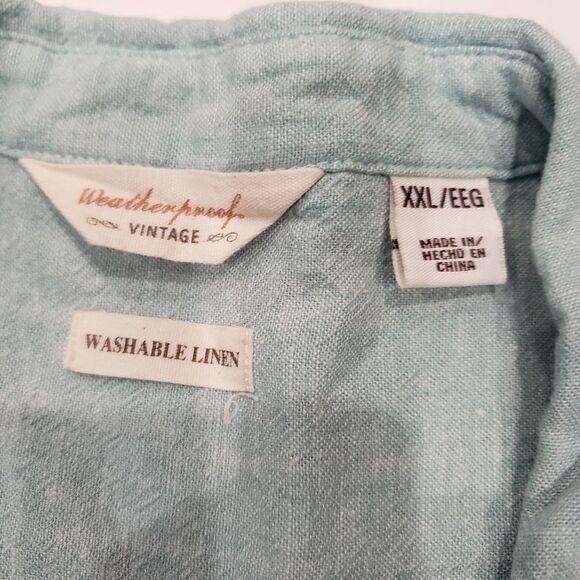 Weatherproof
VINTAGE
XXL/EEG
MADE IN/
HECHO EN
CHINA
WASHABLE LINEN